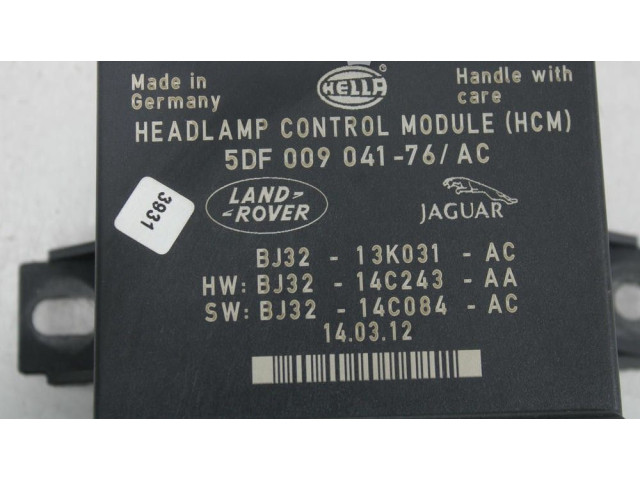 Made in
Germany
HELLA
Handle with
care
HEADLAMP CONTROL MODULE (HCM)
5DF 009 041-76/AC
3931
LAND-
-ROVER
JAGUAR
BJ32 - 13K031 - AC
HW: BJ32 - 14C243 - AA
SW: BJ32 - 14C084 - AC
14.03.12